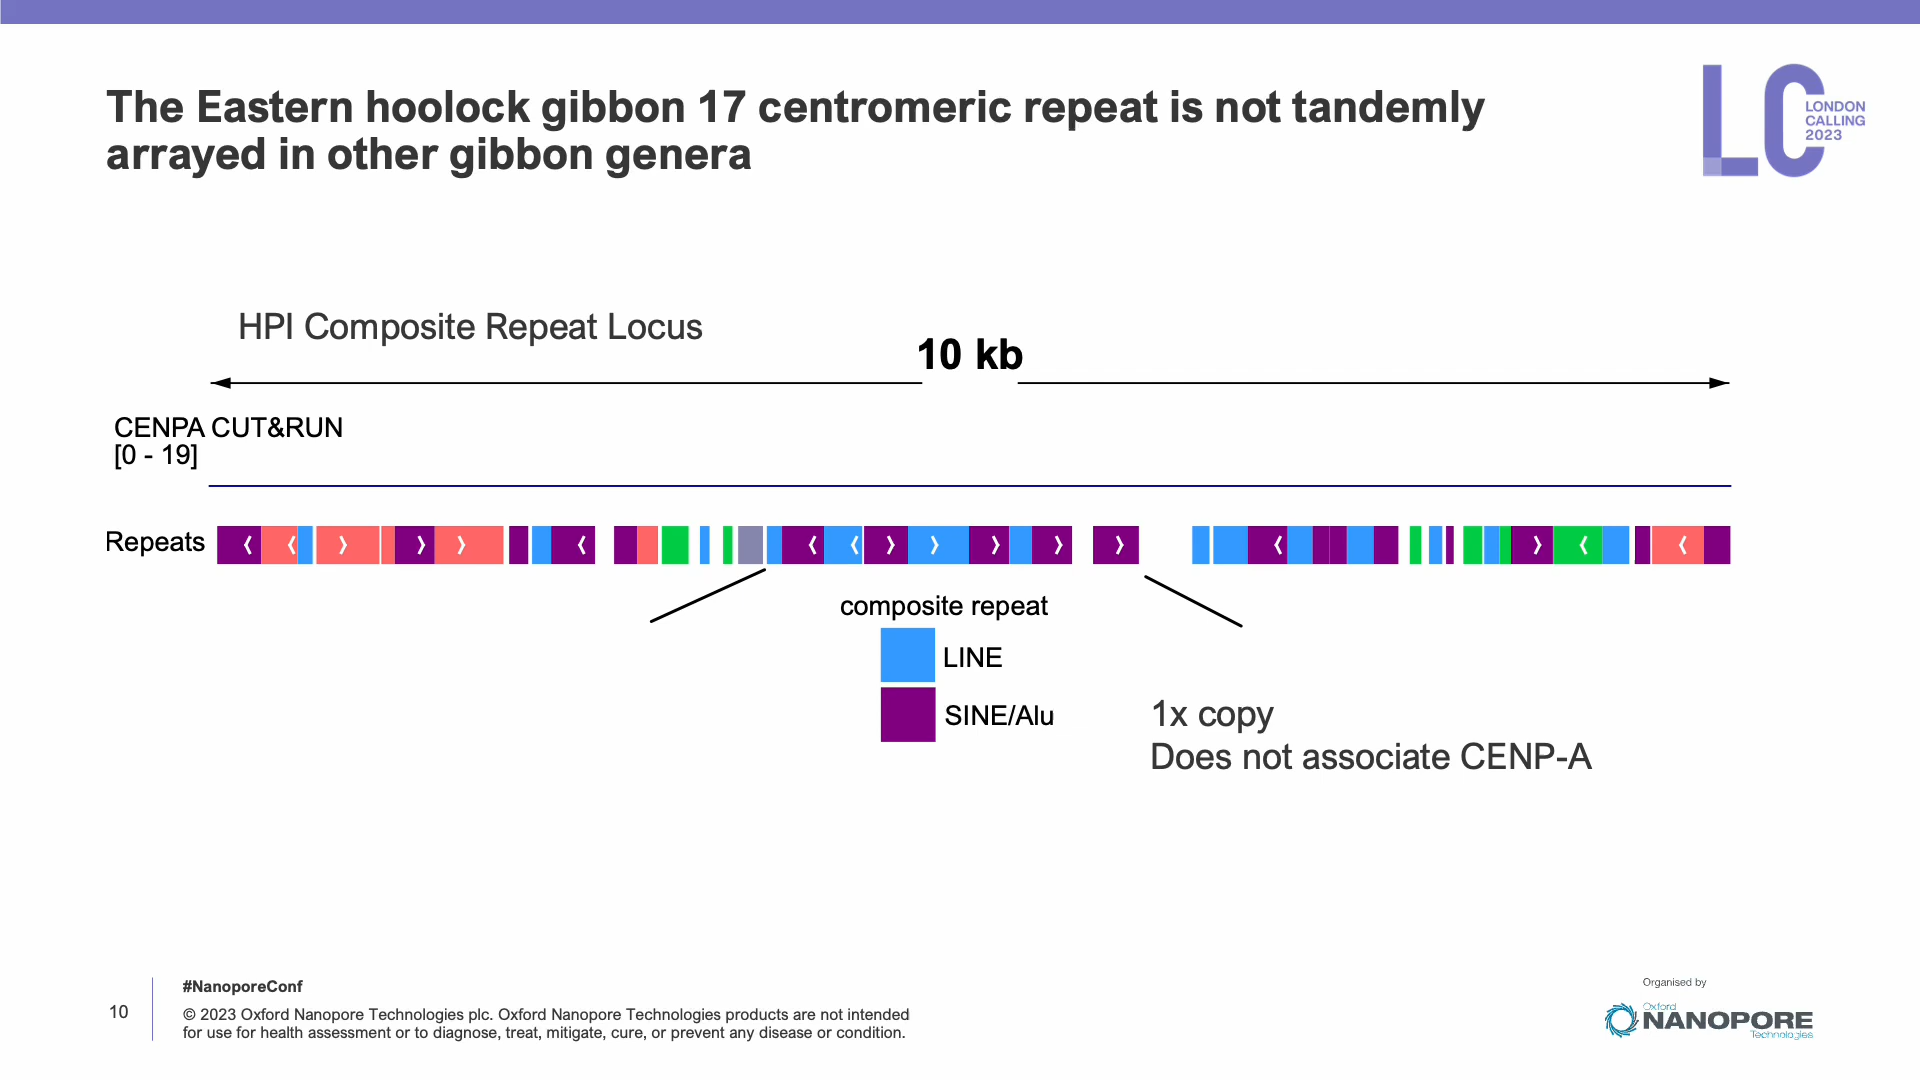 The Eastern hoolock gibbon 17 centromeric repeat is not tandemly
arrayed in other gibbon genera
LC
LONDON
CALLING
2023
HPI Composite Repeat Locus
10 kb
CENPA CUT&RUN
[0 - 19]
Repeats
composite repeat
LINE
SINE/Alu
1x copy
Does not associate CENP-A
10
#NanoporeConf
© 2023 Oxford Nanopore Technologies plc. Oxford Nanopore Technologies products are not intended
for use for health assessment or to diagnose, treat, mitigate, cure, or prevent any disease or condition.
Organised by
Oxford
NANOPORE
Technologies